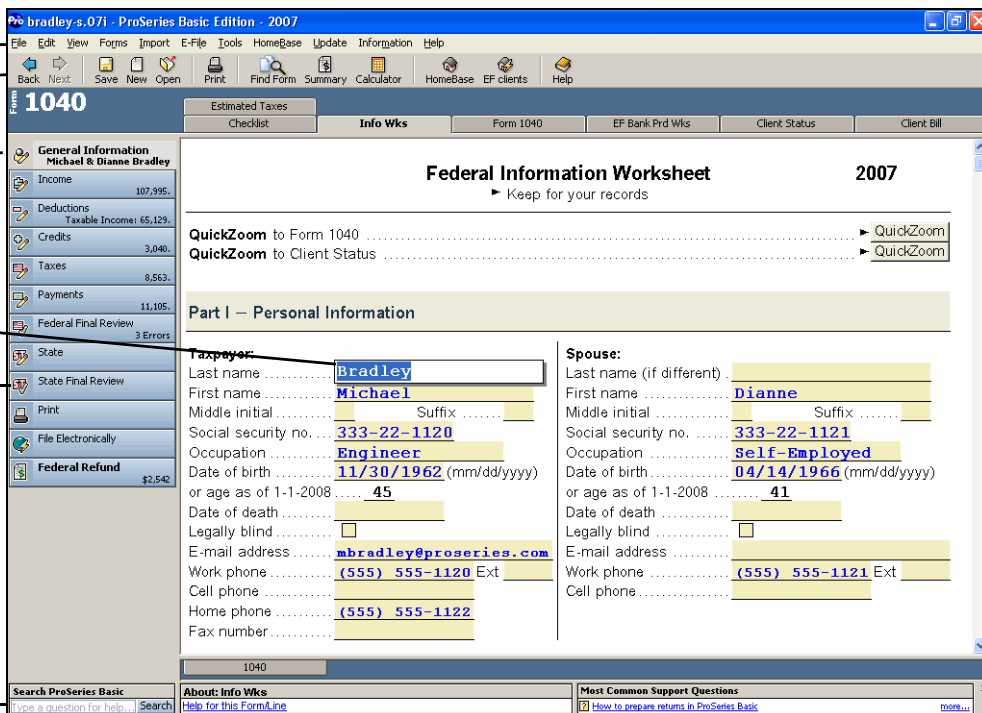 bradley-s.07i - ProSeries Basic Edition - 2007
File Edit View Forms Import E-File Tools HomeBase Update Information Help
Back Next Save New Open Print Find Form Summary Calculator HomeBase EF clients Help
Form 1040
Estimated Taxes
Checklist Info Wks Form 1040 EF Bank Prd Wks Client Status Client Bill
General Information
Michael & Dianne Bradley
Income
107,995.
Deductions
Taxable Income: 65,129.
Credits
3,040.
Taxes
8,563.
Payments
11,105.
Federal Final Review
3 Errors
State
State Final Review
Print
File Electronically
Federal Refund
$2,542
Federal Information Worksheet 2007
► Keep for your records
QuickZoom to Form 1040 ► QuickZoom
QuickZoom to Client Status ► QuickZoom
Part I — Personal Information
Taxpayer:
Last name Bradley
First name Michael
Middle initial Suffix
Social security no. 333-22-1120
Occupation Engineer
Date of birth 11/30/1962 (mm/dd/yyyy)
or age as of 1-1-2008 45
Date of death
Legally blind
E-mail address mbradley@proseries.com
Work phone (555) 555-1120 Ext
Cell phone
Home phone (555) 555-1122
Fax number
Spouse:
Last name (if different)
First name Dianne
Middle initial Suffix
Social security no. 333-22-1121
Occupation Self-Employed
Date of birth 04/14/1966 (mm/dd/yyyy)
or age as of 1-1-2008 41
Date of death
Legally blind
E-mail address
Work phone (555) 555-1121 Ext
Cell phone
1040
Search ProSeries Basic
Type a question for help... Search
About: Info Wks
Help for this Form/Line
Most Common Support Questions
How to prepare returns in ProSeries Basic more...